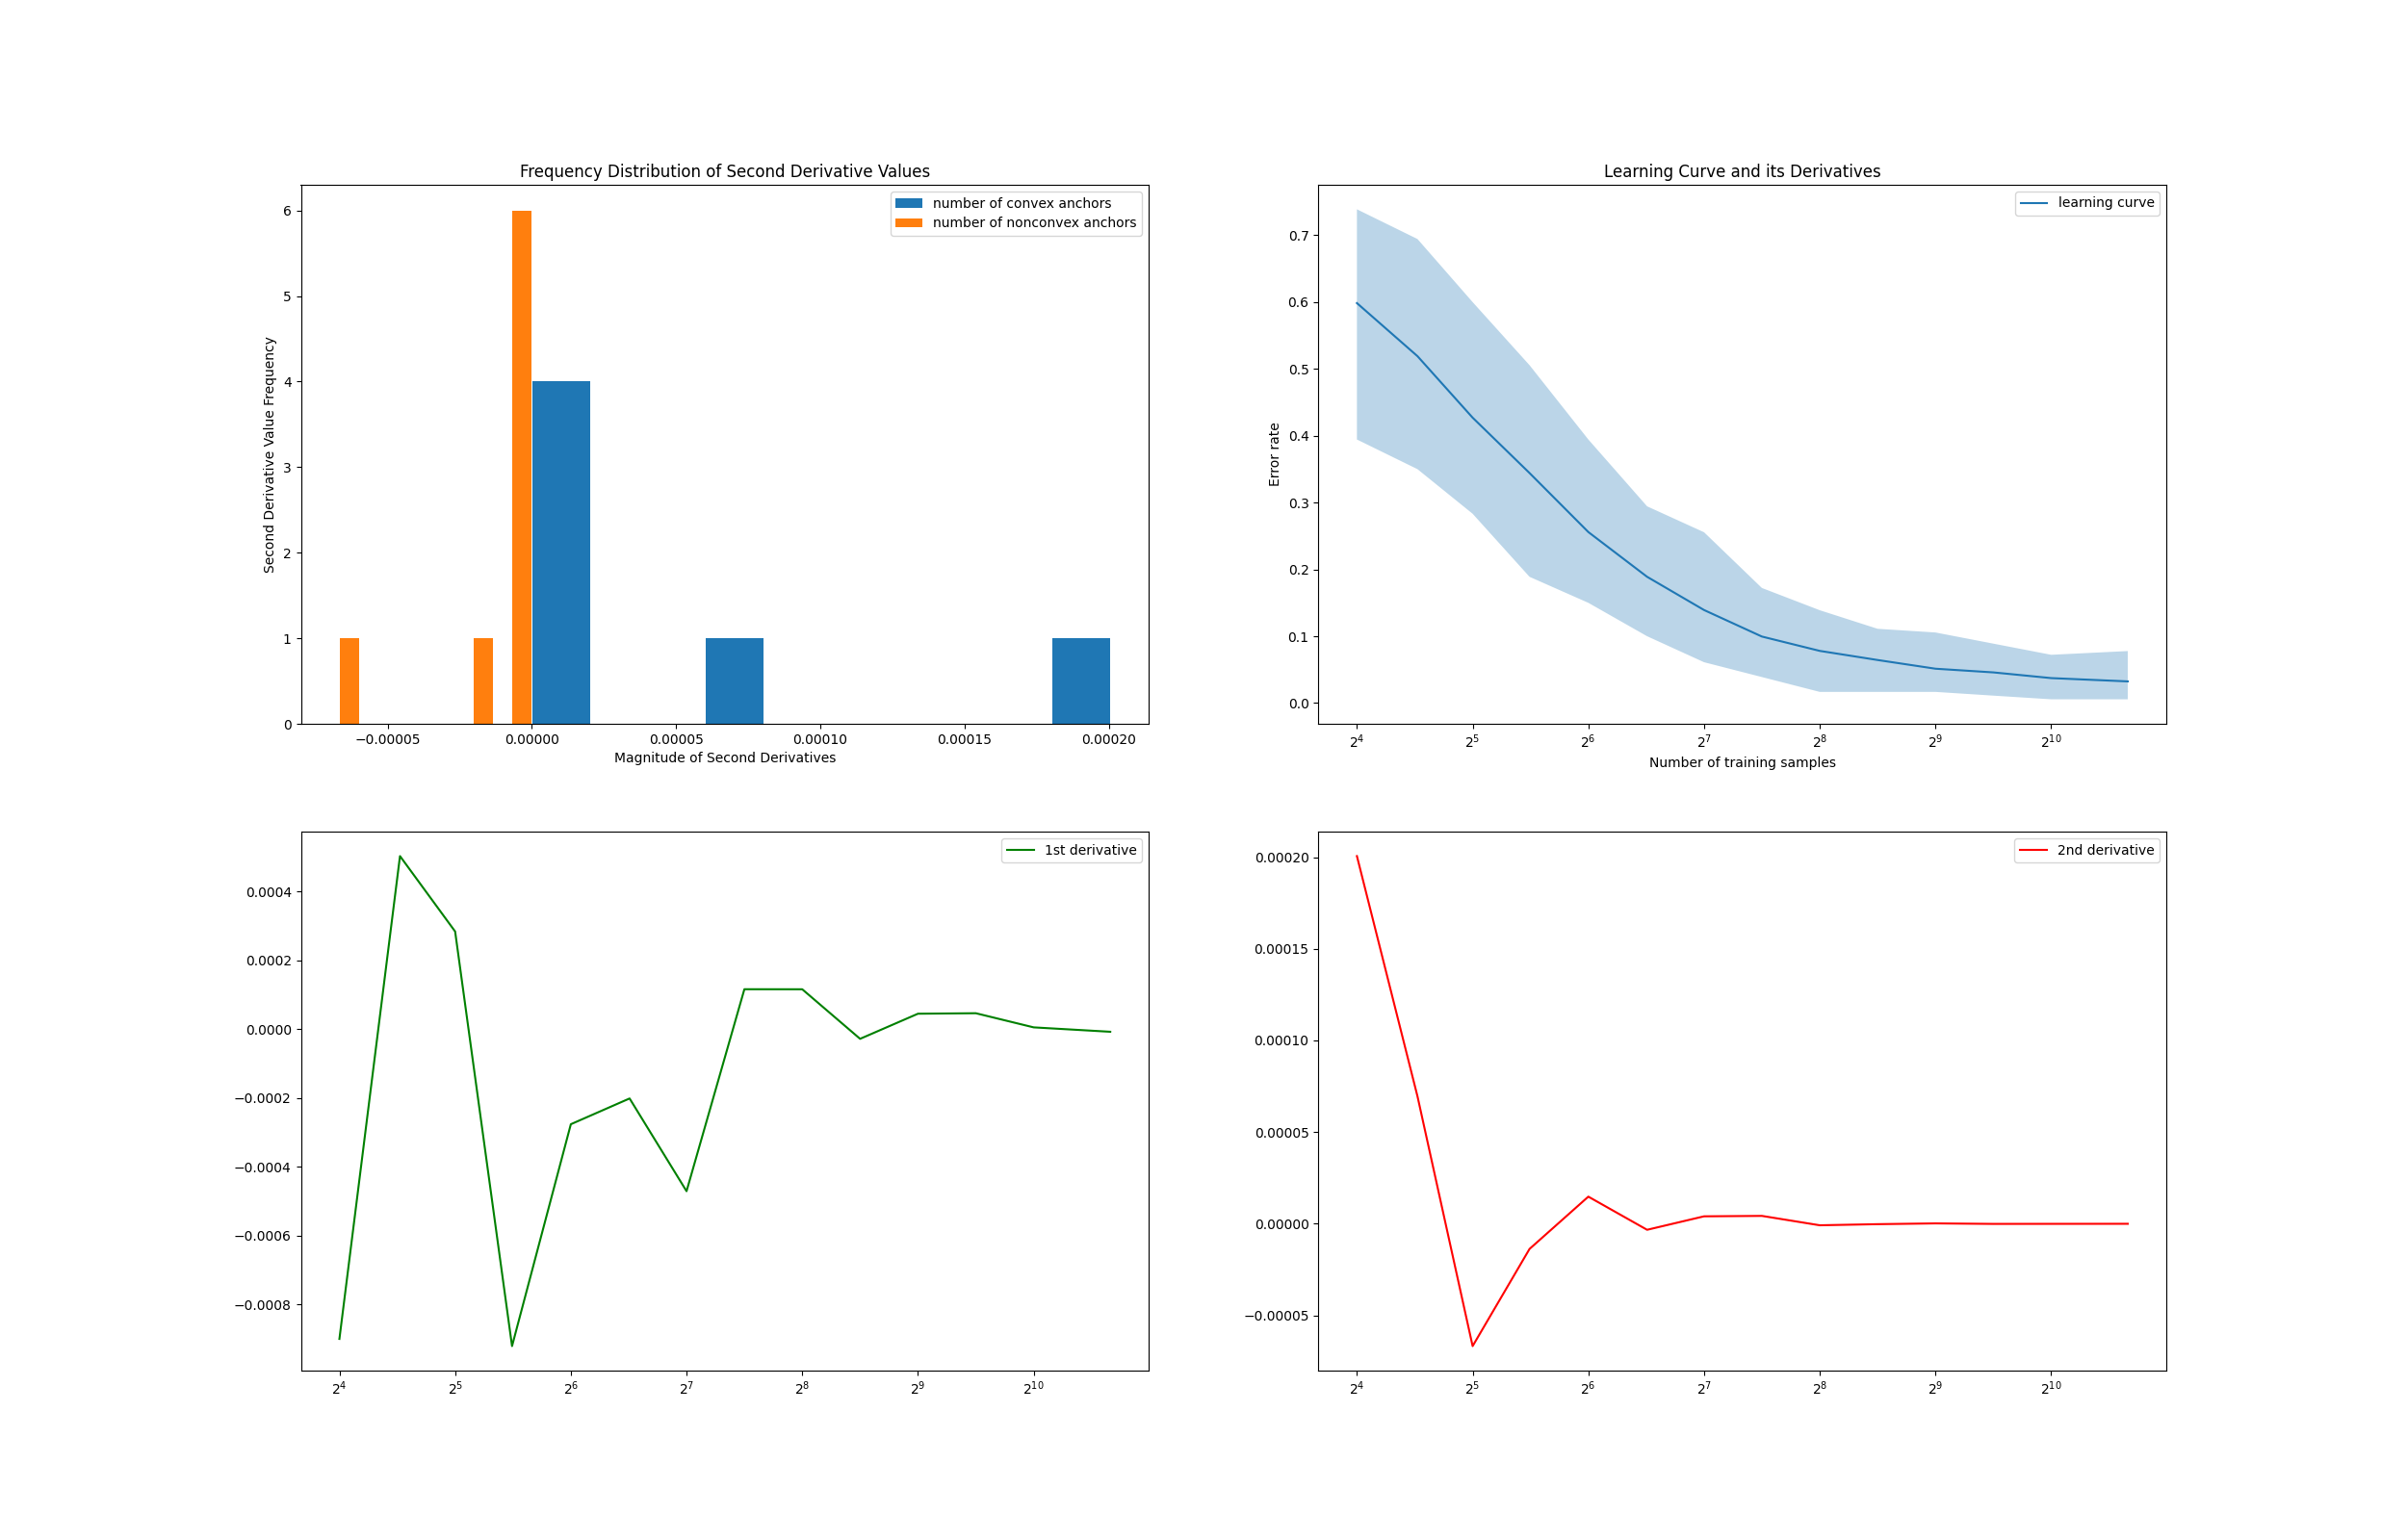 Frequency Distribution of Second Derivative Values
number of convex anchors
number of nonconvex anchors
Second Derivative Value Frequency
6
5
4
3
2
1
0
−0.00005 0.00000 0.00005 0.00010 0.00015 0.00020
Magnitude of Second Derivatives
Learning Curve and its Derivatives
learning curve
Error rate
0.7
0.6
0.5
0.4
0.3
0.2
0.1
0.0
2⁴ 2⁵ 2⁶ 2⁷ 2⁸ 2⁹ 2¹⁰
Number of training samples
1st derivative
0.0004
0.0002
0.0000
−0.0002
−0.0004
−0.0006
−0.0008
2⁴ 2⁵ 2⁶ 2⁷ 2⁸ 2⁹ 2¹⁰
2nd derivative
0.00020
0.00015
0.00010
0.00005
0.00000
−0.00005
2⁴ 2⁵ 2⁶ 2⁷ 2⁸ 2⁹ 2¹⁰